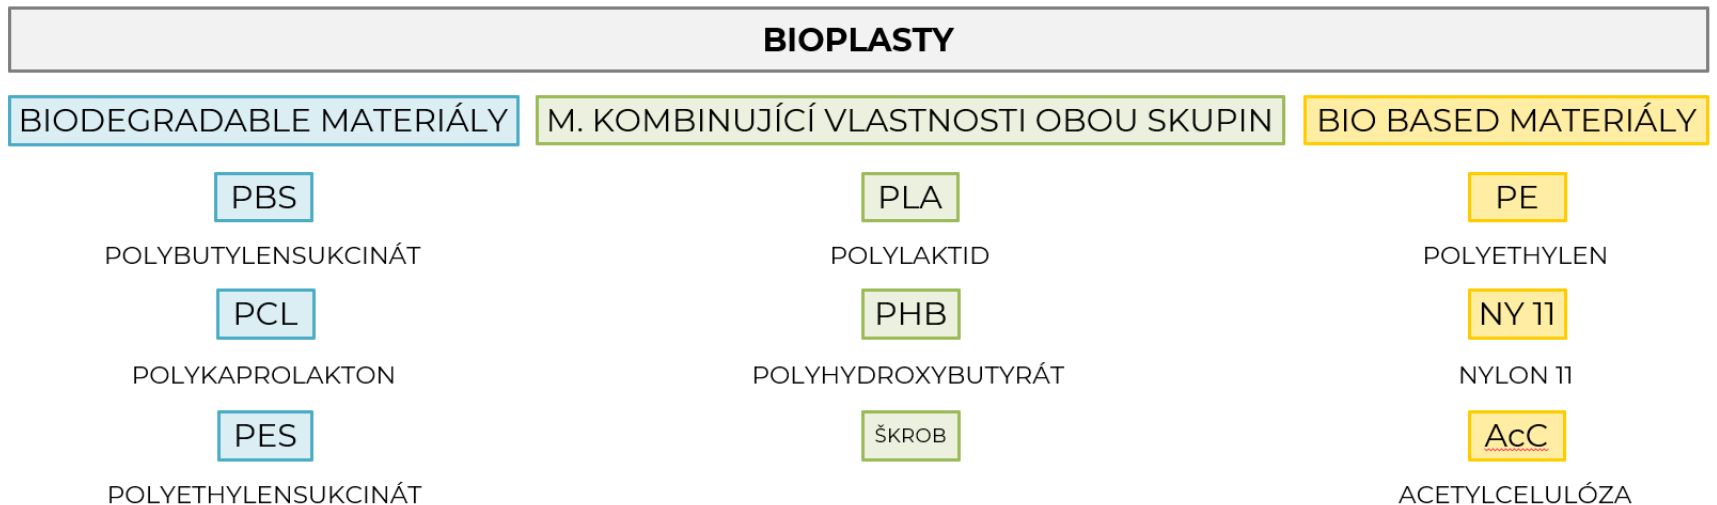 BIOPLASTY
BIODEGRADABLE MATERIÁLY
M. KOMBINUJÍCÍ VLASTNOSTI OBOU SKUPIN
BIO BASED MATERIÁLY
PBS
PLA
PE
POLYBUTYLENSUKCINÁT
POLYLAKTID
POLYETHYLEN
PCL
PHB
NY 11
POLYKAPROLAKTON
POLYHYDROXYBUTYRÁT
NYLON 11
PES
ŠKROB
AcC
POLYETHYLENSUKCINÁT
ACETYLCELULÓZA